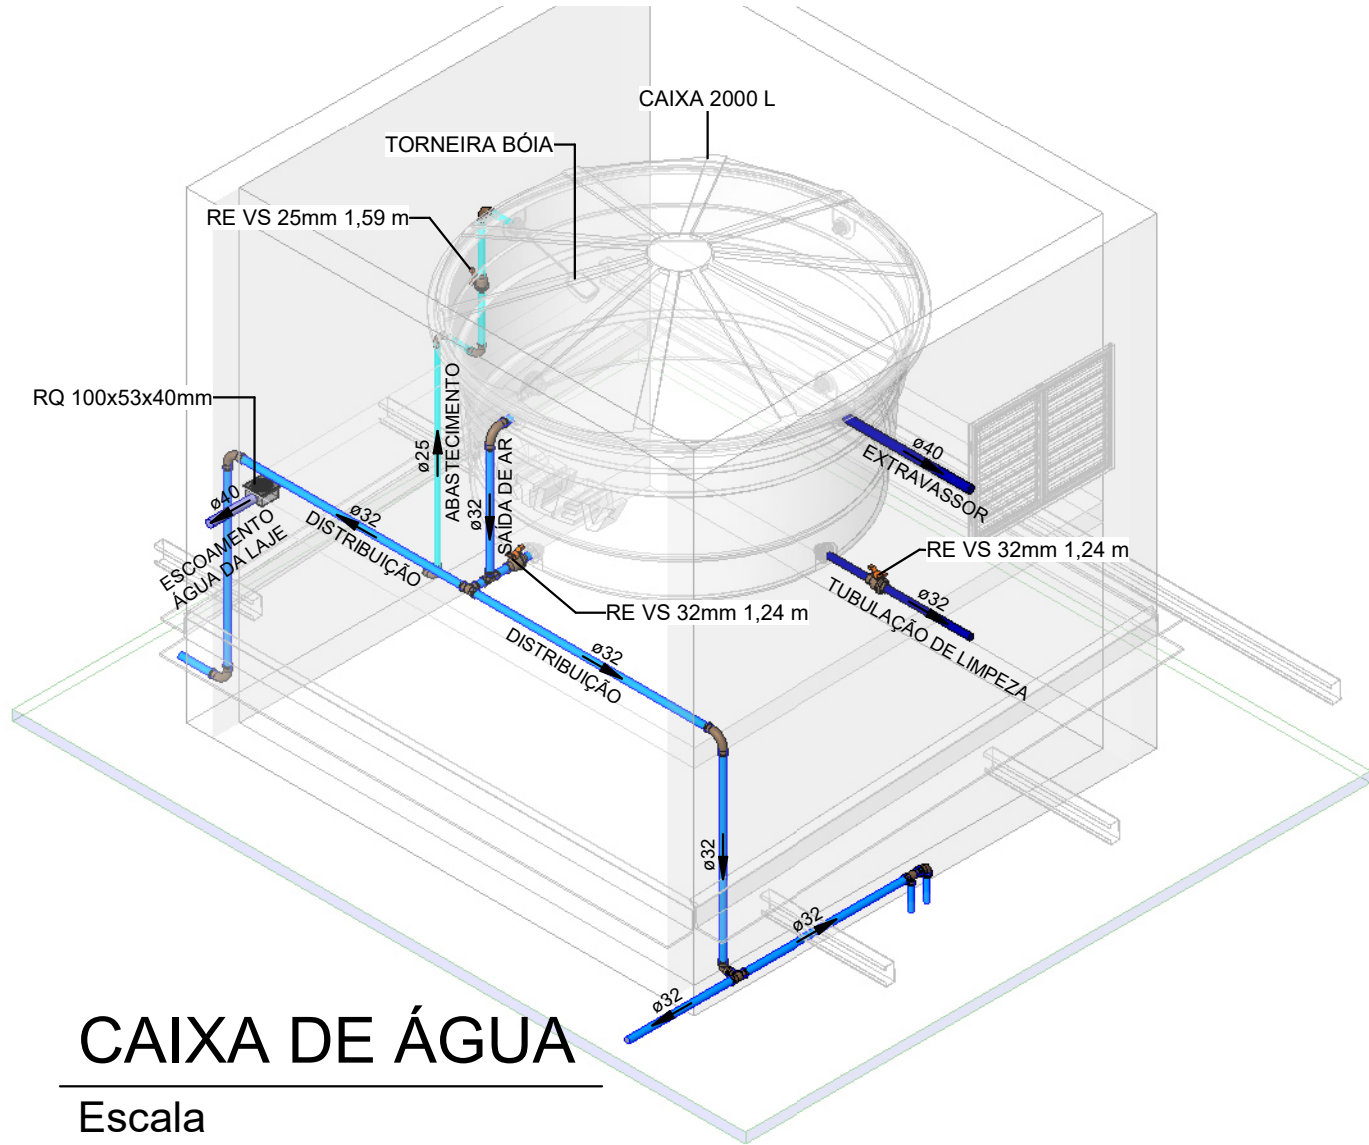 CAIXA 2000 L
TORNEIRA BÓIA
RE VS 25mm 1,59 m
RQ 100x53x40mm
ø25
ABASTECIMENTO
ø32
SAÍDA DE AR
ø40
EXTRAVASSOR
ø40
ESCOAMENTO
ÁGUA DA LAJE
ø32
DISTRIBUIÇÃO
RE VS 32mm 1,24 m
RE VS 32mm 1,24 m
ø32
TUBULAÇÃO DE LIMPEZA
ø32
DISTRIBUIÇÃO
ø32
ø32
ø32
CAIXA DE ÁGUA
Escala